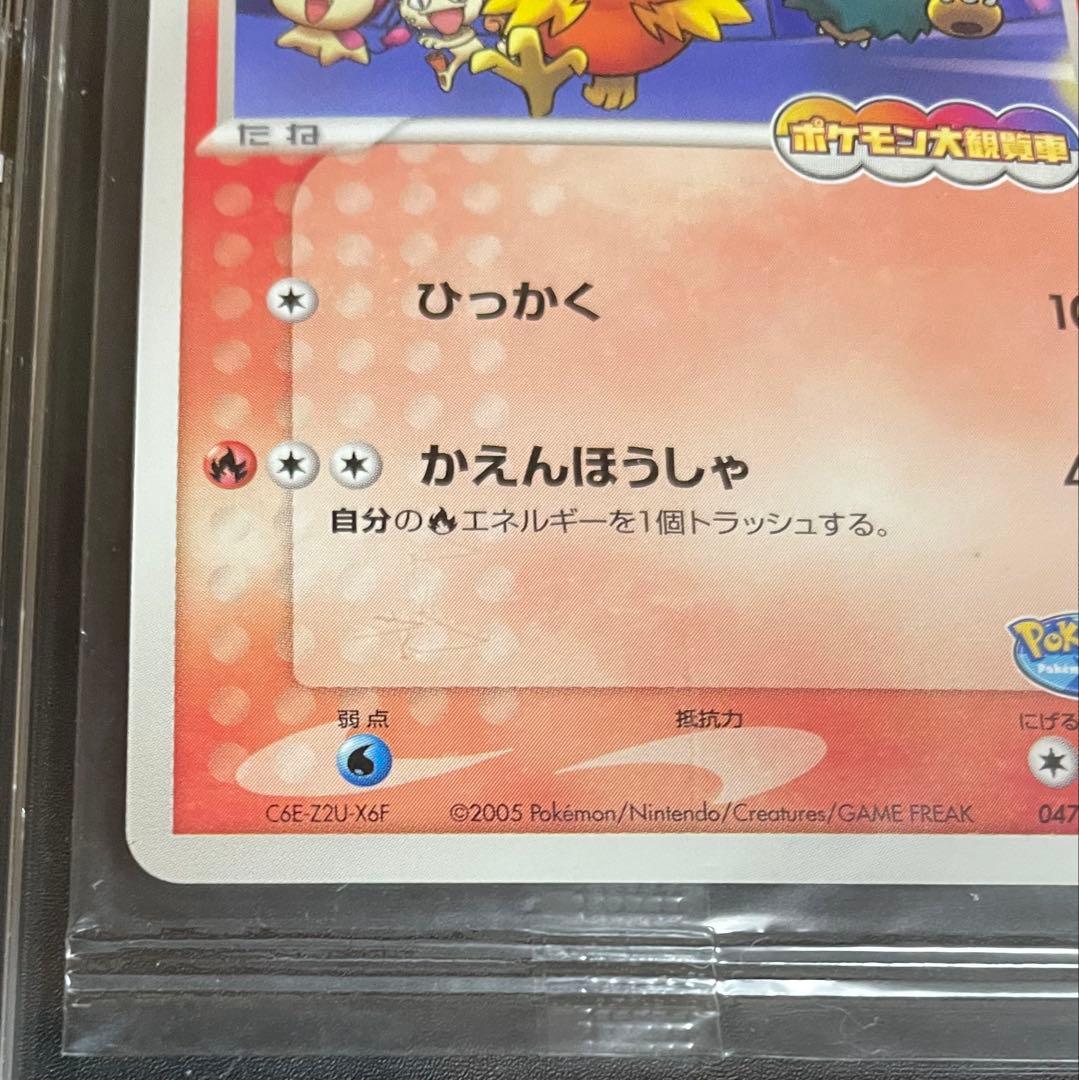 たね
ポケモン大観覧車
ひっかく 10
かえんほうしゃ
自分のエネルギーを1個トラッシュする。
弱点 抵抗力 にげる
C6E-Z2U-X6F ©2005 Pokémon/Nintendo/Creatures/GAME FREAK 047